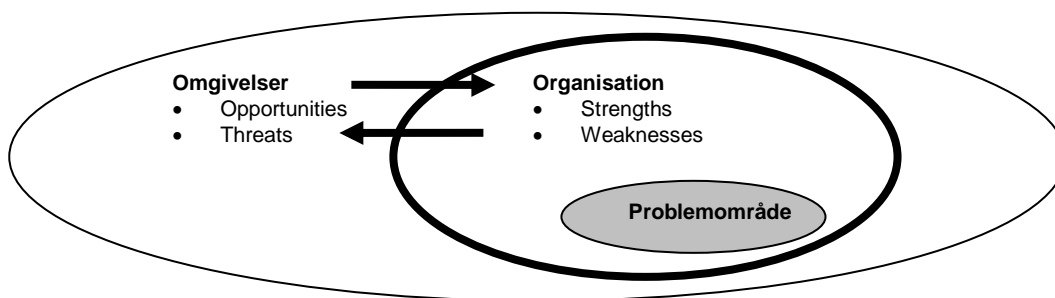 Omgivelser
• Opportunities
• Threats
Organisation
• Strengths
• Weaknesses
Problemområde